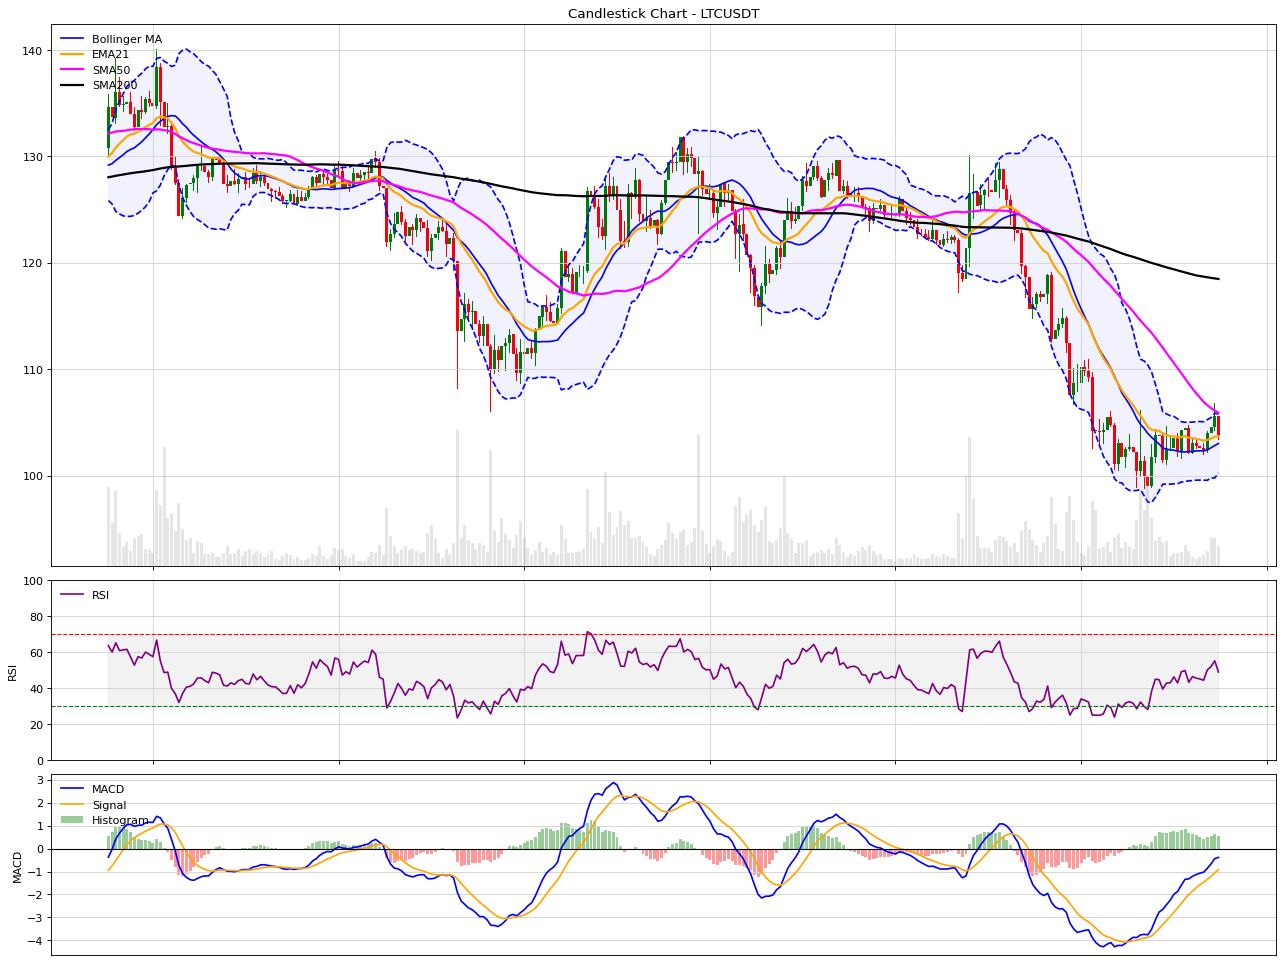 Candlestick Chart - LTCUSDT
Bollinger MA
EMA21
SMA50
SMA200
140
130
120
110
100
RSI
100
80
60
40
20
0
RSI
MACD
Signal
Histogram
3
2
1
0
−1
−2
−3
−4
MACD